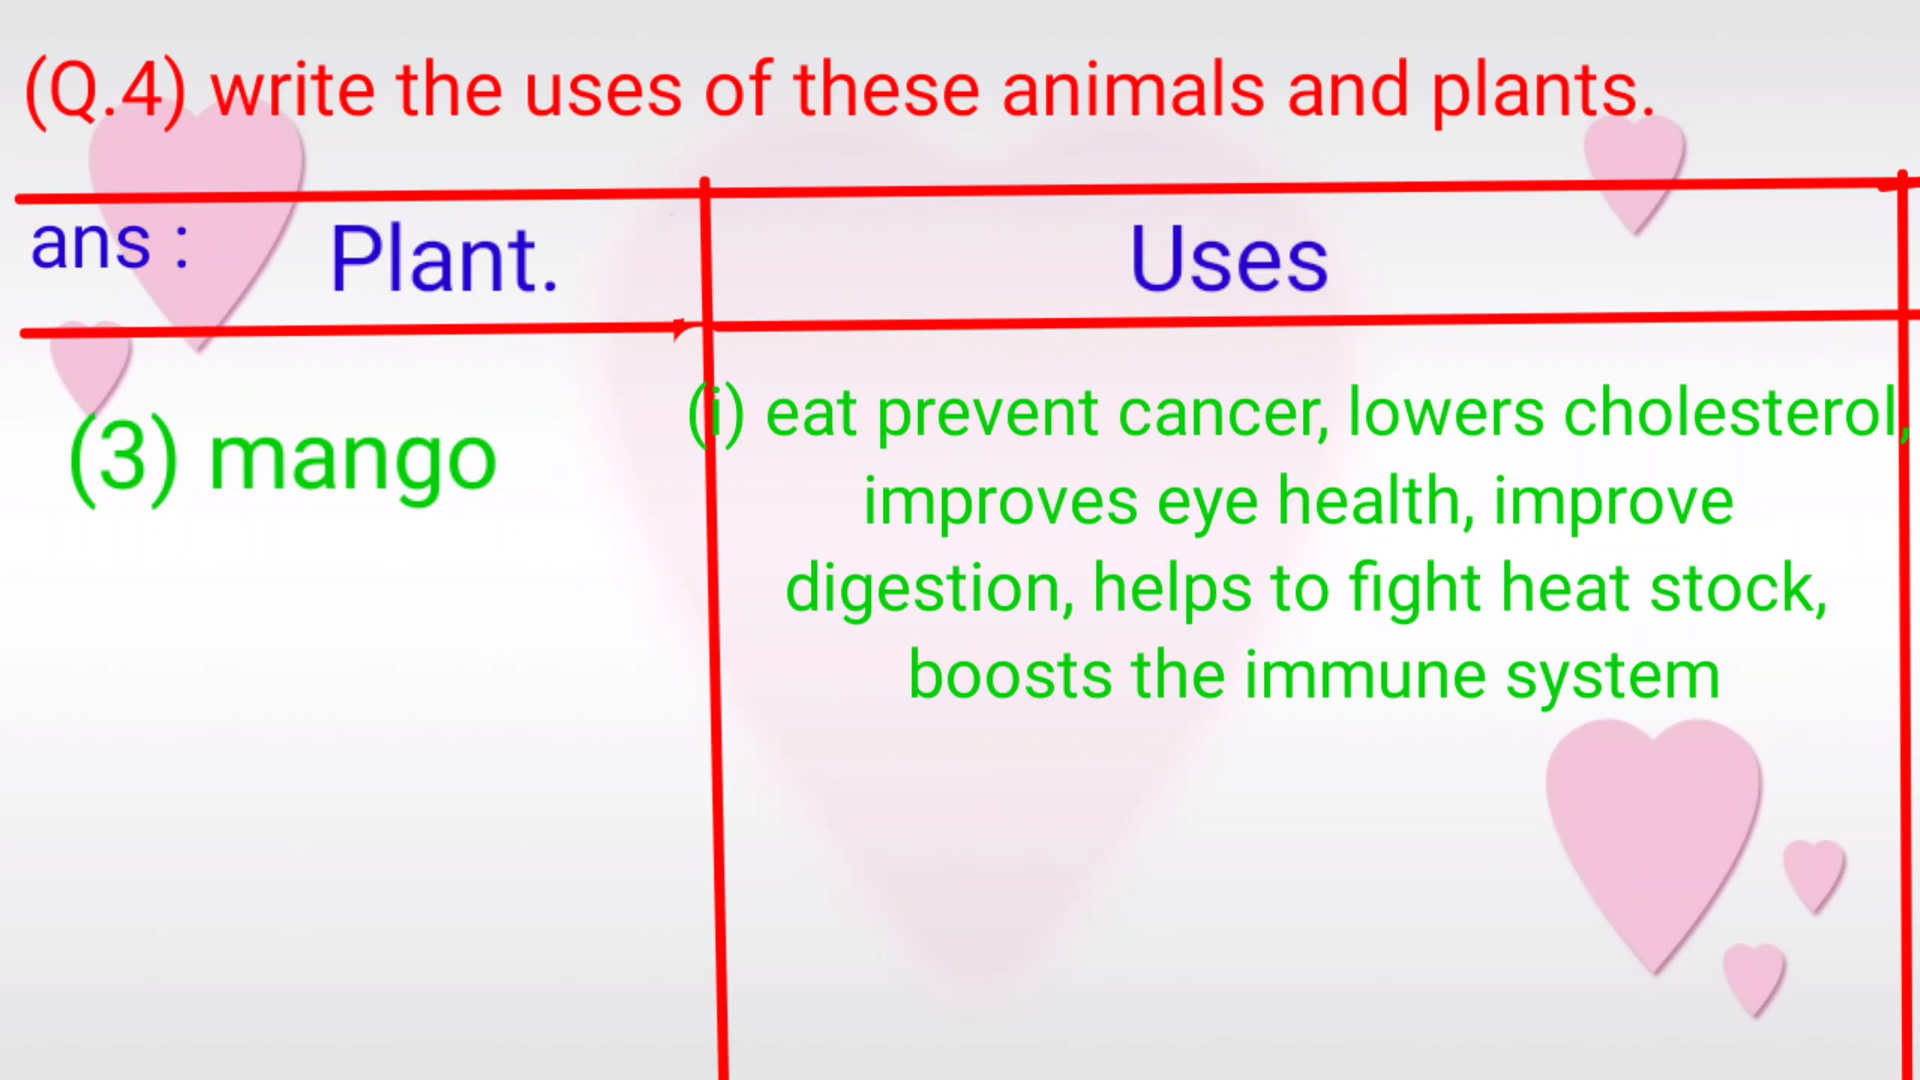 (Q.4) write the uses of these animals and plants.
ans : Plant. Uses
(3) mango
(i) eat prevent cancer, lowers cholesterol,
improves eye health, improve
digestion, helps to fight heat stock,
boosts the immune system